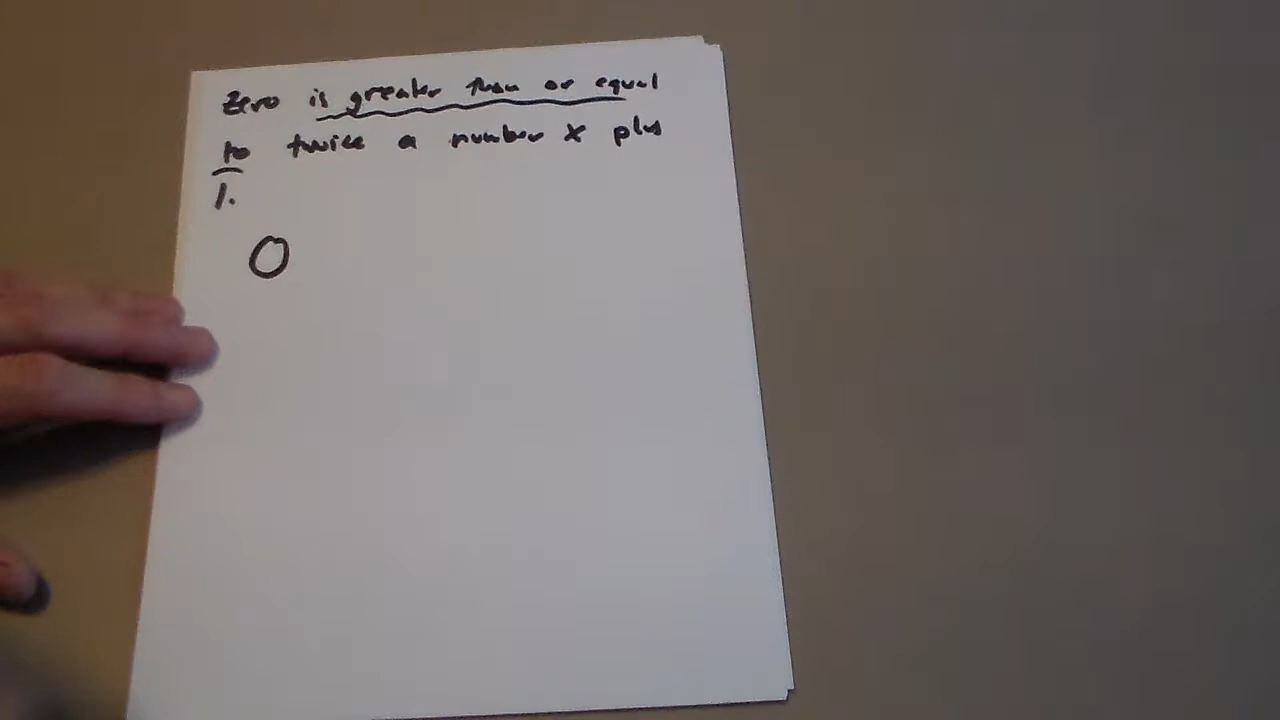 Zero is greater than or equal
to twice a number x plus
1.
0